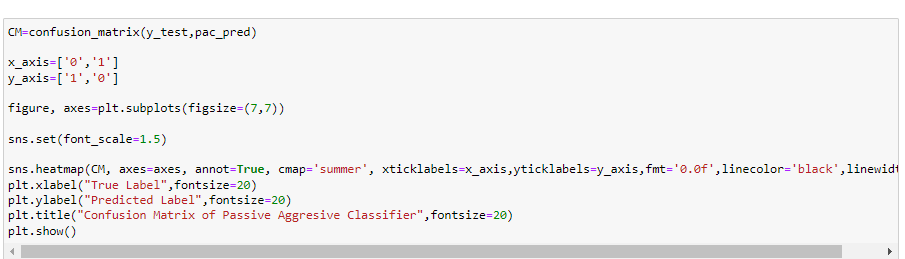 CM=confusion_matrix(y_test,pac_pred)
x_axis=['0','1']
y_axis=['1','0']
figure, axes=plt.subplots(figsize=(7,7))
sns.set(font_scale=1.5)
sns.heatmap(CM, axes=axes, annot=True, cmap='summer', xticklabels=x_axis,yticklabels=y_axis,fmt='0.0f',linecolor='black',linewidt
plt.xlabel("True Label",fontsize=20)
plt.ylabel("Predicted Label",fontsize=20)
plt.title("Confusion Matrix of Passive Aggresive Classifier",fontsize=20)
plt.show()